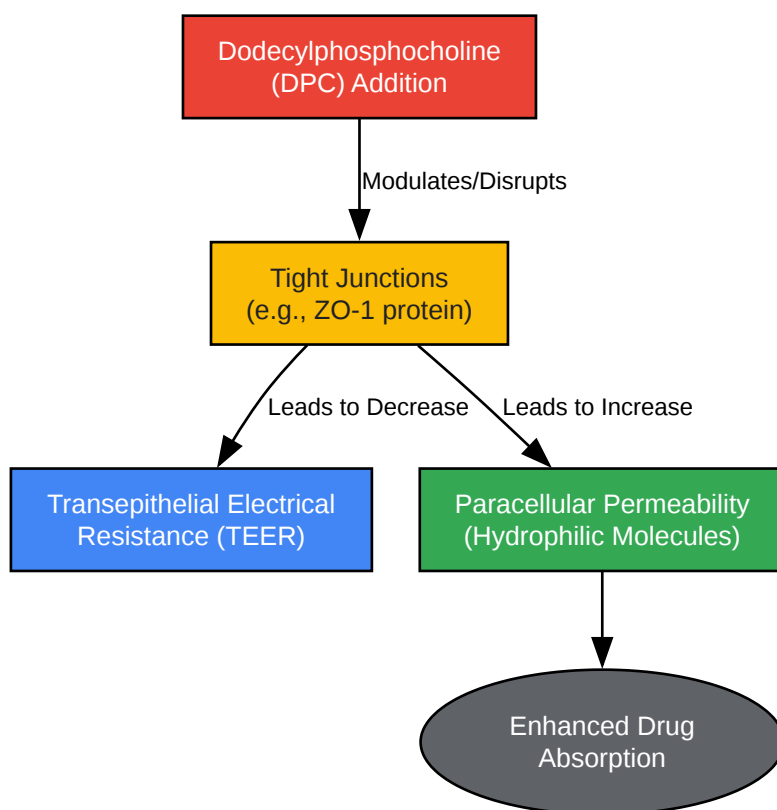 Dodecylphosphocholine
(DPC) Addition
Modulates/Disrupts
Tight Junctions
(e.g., ZO-1 protein)
Leads to Decrease
Leads to Increase
Transepithelial Electrical
Resistance (TEER)
Paracellular Permeability
(Hydrophilic Molecules)
Enhanced Drug
Absorption